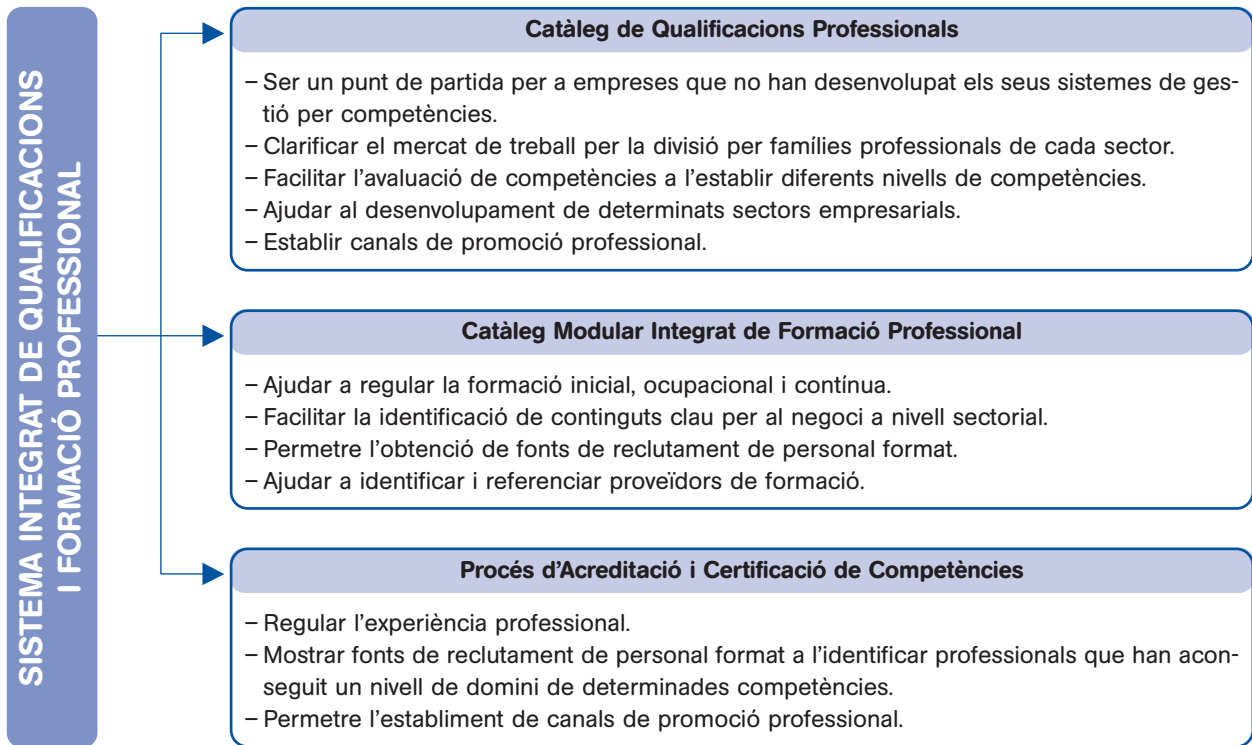 SISTEMA INTEGRAT DE QUALIFICACIONS
I FORMACIÓ PROFESSIONAL
Catàleg de Qualificacions Professionals
– Ser un punt de partida per a empreses que no han desenvolupat els seus sistemes de ges-
tió per competències.
– Clarificar el mercat de treball per la divisió per famílies professionals de cada sector.
– Facilitar l’avaluació de competències a l’establir diferents nivells de competències.
– Ajudar al desenvolupament de determinats sectors empresarials.
– Establir canals de promoció professional.
Catàleg Modular Integrat de Formació Professional
– Ajudar a regular la formació inicial, ocupacional i contínua.
– Facilitar la identificació de continguts clau per al negoci a nivell sectorial.
– Permetre l’obtenció de fonts de reclutament de personal format.
– Ajudar a identificar i referenciar proveïdors de formació.
Procés d’Acreditació i Certificació de Competències
– Regular l’experiència professional.
– Mostrar fonts de reclutament de personal format a l’identificar professionals que han acon-
seguit un nivell de domini de determinades competències.
– Permetre l’establiment de canals de promoció professional.